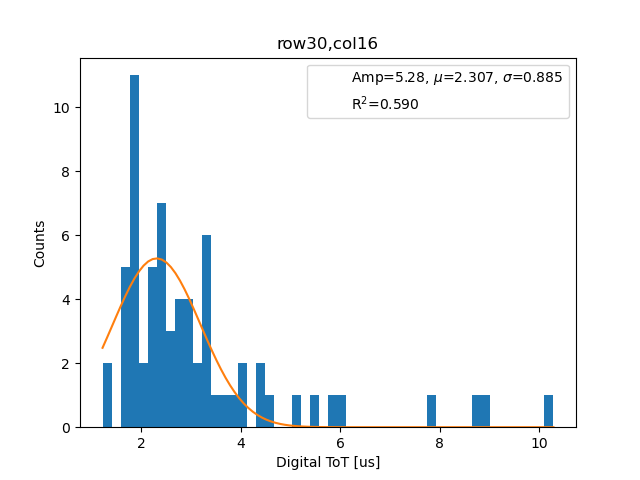 row30,col16
Amp=5.28, μ=2.307, σ=0.885
R²=0.590
Counts
10
8
6
4
2
0
2 4 6 8 10
Digital ToT [us]